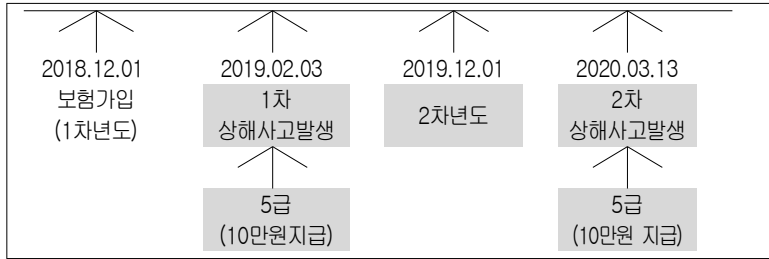 2018.12.01
보험가입
(1차년도)
2019.02.03
1차
상해사고발생
5급
(10만원지급)
2019.12.01
2차년도
2020.03.13
2차
상해사고발생
5급
(10만원 지급)